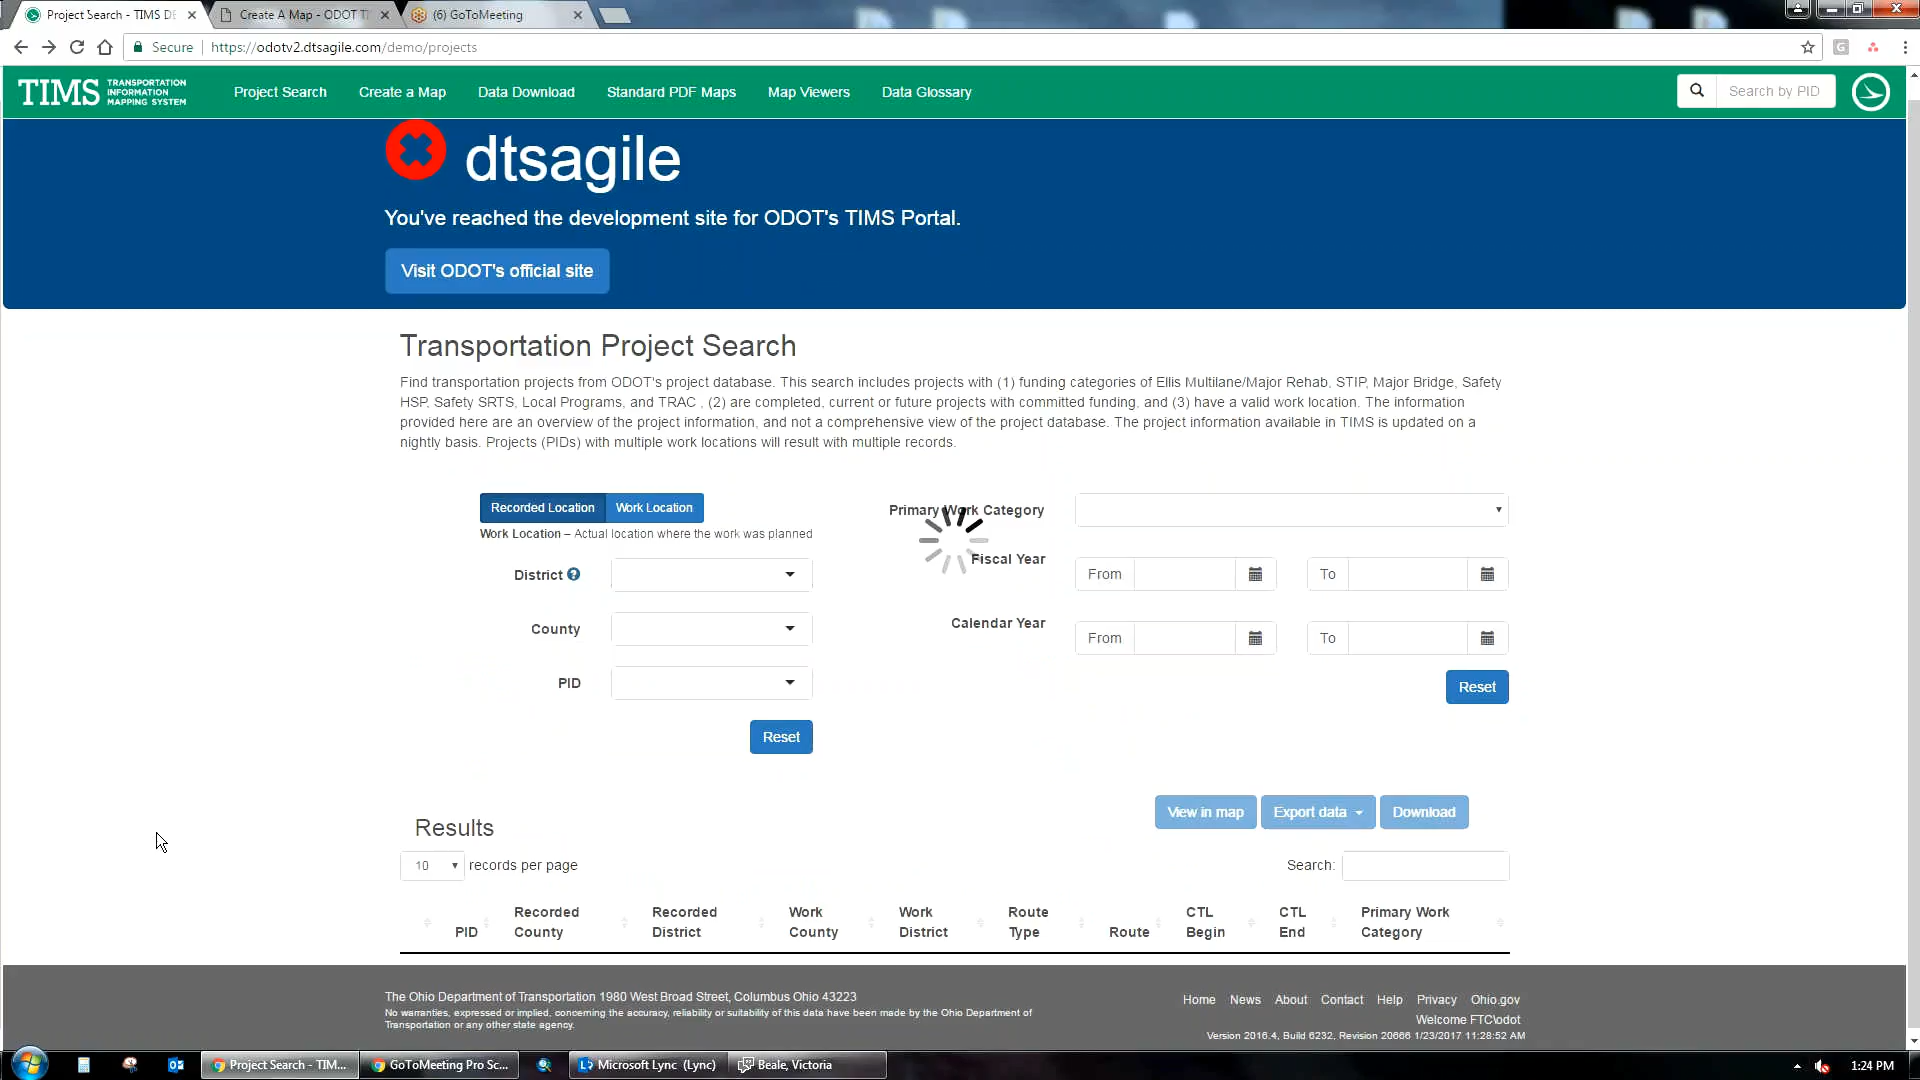 Project Search - TIMS DE
Create A Map - ODOT TI
(6) GoToMeeting
Secure
https://odotv2.dtsagile.com/demo/projects
TIMS TRANSPORTATION INFORMATION MAPPING SYSTEM
Project Search
Create a Map
Data Download
Standard PDF Maps
Map Viewers
Data Glossary
Search by PID
dtsagile
You've reached the development site for ODOT's TIMS Portal.
Visit ODOT's official site
Transportation Project Search
Find transportation projects from ODOT's project database. This search includes projects with (1) funding categories of Ellis Multilane/Major Rehab, STIP, Major Bridge, Safety
HSP, Safety SRTS, Local Programs, and TRAC , (2) are completed, current or future projects with committed funding, and (3) have a valid work location. The information
provided here are an overview of the project information, and not a comprehensive view of the project database. The project information available in TIMS is updated on a
nightly basis. Projects (PIDs) with multiple work locations will result with multiple records.
Recorded Location
Work Location
Work Location – Actual location where the work was planned
District
County
PID
Reset
Primary Work Category
Fiscal Year
From
To
Calendar Year
From
To
Reset
Results
View in map
Export data
Download
10 records per page
Search:
PID
Recorded County
Recorded District
Work County
Work District
Route Type
Route
CTL Begin
CTL End
Primary Work Category
The Ohio Department of Transportation 1980 West Broad Street, Columbus Ohio 43223
No warranties, expressed or implied, concerning the accuracy, reliability or suitability of this data have been made by the Ohio Department of
Transportation or any other state agency.
Home News About Contact Help Privacy Ohio.gov
Welcome FTC\odot
Version 2016.4, Build 6232, Revision 20666 1/23/2017 11:28:52 AM
Project Search - TIM...
GoToMeeting Pro Sc...
Microsoft Lync (Lync)
Beale, Victoria
1:24 PM